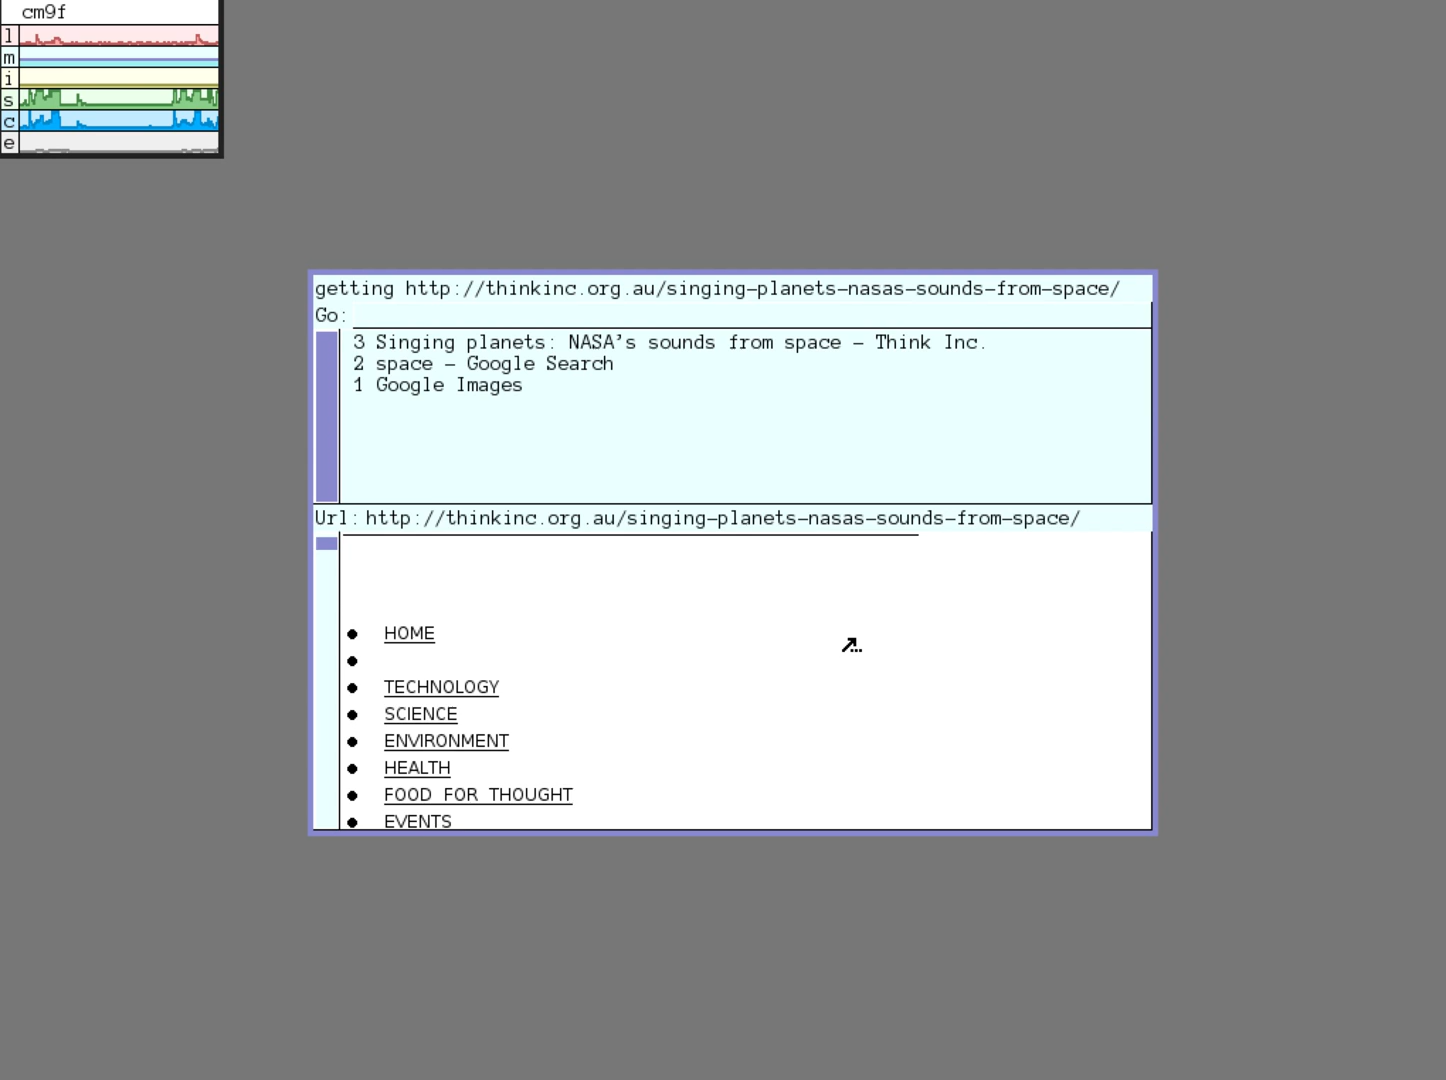 cm9f
l
m
i
s
c
e
getting http://thinkinc.org.au/singing-planets-nasas-sounds-from-space/
Go:
3 Singing planets: NASA's sounds from space - Think Inc.
2 space - Google Search
1 Google Images
Url: http://thinkinc.org.au/singing-planets-nasas-sounds-from-space/
HOME
TECHNOLOGY
SCIENCE
ENVIRONMENT
HEALTH
FOOD FOR THOUGHT
EVENTS